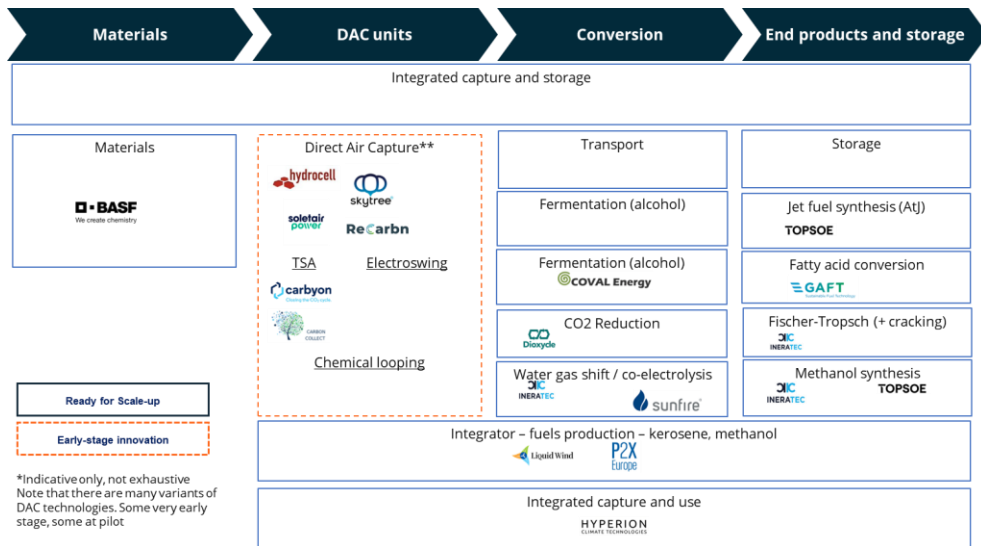 Materials
DAC units
Conversion
End products and storage
Integrated capture and storage
Materials
BASF
We create chemistry
Direct Air Capture**
hydrocell
skytree
soletair
power
ReCarbn
TSA
Electroswing
carbyon
Closing the CO2 cycle.
CARBON
COLLECT
Chemical looping
Transport
Fermentation (alcohol)
Fermentation (alcohol)
COVAL Energy
CO2 Reduction
Dioxycle
Water gas shift / co-electrolysis
INERATEC
sunfire®
Storage
Jet fuel synthesis (AtJ)
TOPSOE
Fatty acid conversion
GAFT
Sustainable Fuel Technology
Fischer-Tropsch (+ cracking)
INERATEC
Methanol synthesis
INERATEC
TOPSOE
Integrator – fuels production – kerosene, methanol
Liquid Wind
P2X
Europe
Integrated capture and use
HYPERION
CLIMATE TECHNOLOGIES
Ready for Scale-up
Early-stage innovation
*Indicative only, not exhaustive
Note that there are many variants of
DAC technologies. Some very early
stage, some at pilot